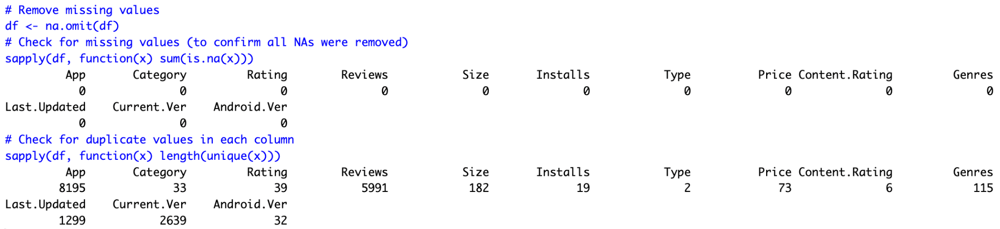 # Remove missing values
df <- na.omit(df)
# Check for missing values (to confirm all NAs were removed)
sapply(df, function(x) sum(is.na(x)))
App Category Rating Reviews Size Installs Type Price Content.Rating Genres
0 0 0 0 0 0 0 0 0 0
Last.Updated Current.Ver Android.Ver
0 0 0
# Check for duplicate values in each column
sapply(df, function(x) length(unique(x)))
App Category Rating Reviews Size Installs Type Price Content.Rating Genres
8195 33 39 5991 182 19 2 73 6 115
Last.Updated Current.Ver Android.Ver
1299 2639 32